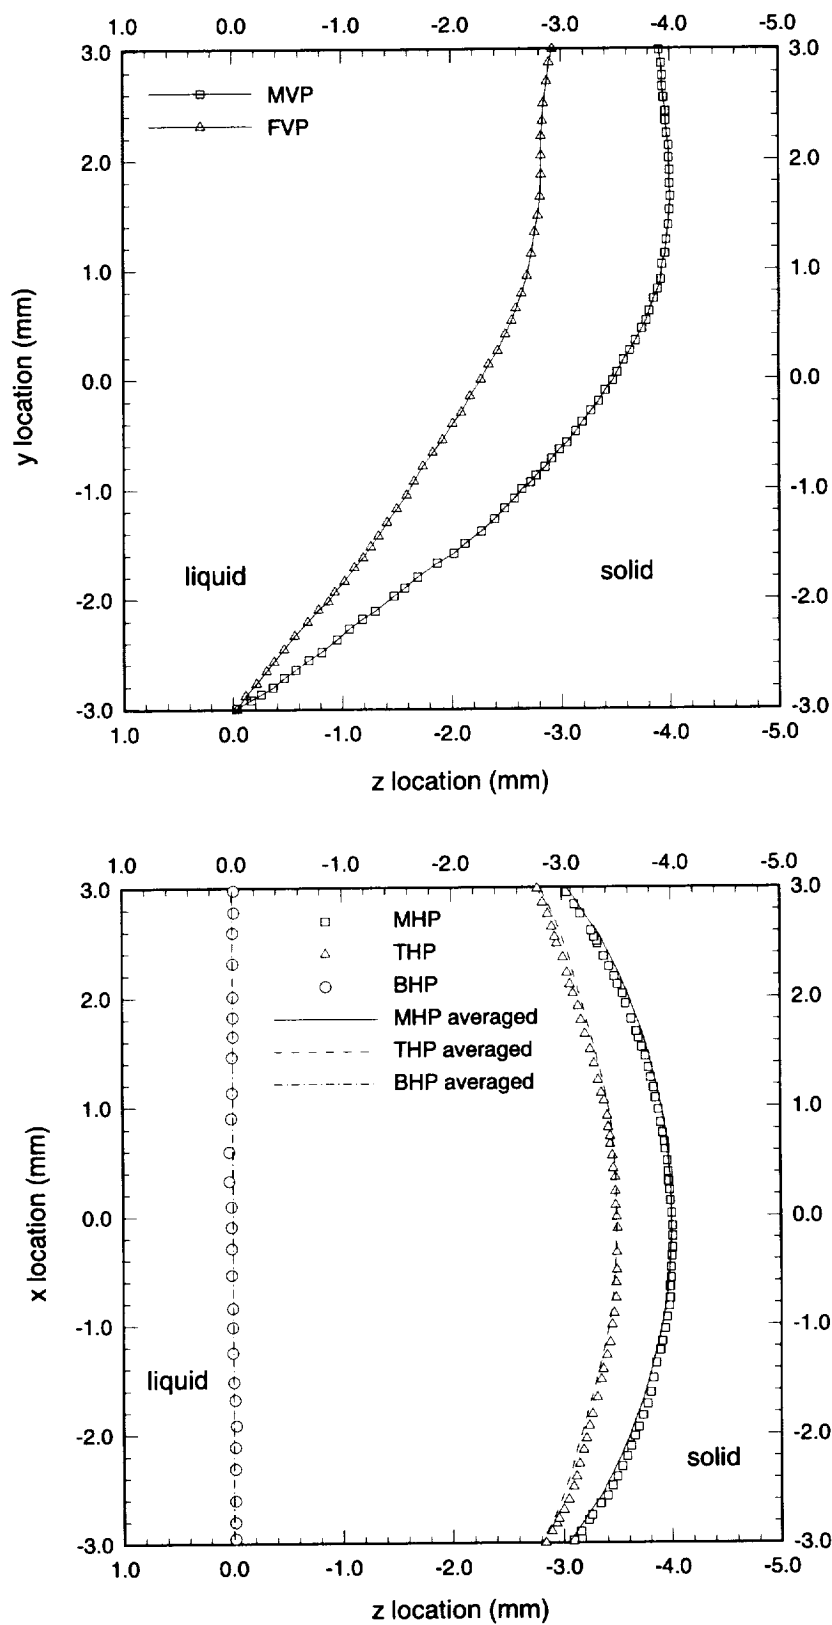 1.0 0.0 -1.0 -2.0 -3.0 -4.0 -5.0
3.0 3.0
MVP
FVP
2.0 2.0
1.0 1.0
y location (mm)
0.0 0.0
-1.0 -1.0
liquid solid
-2.0 -2.0
-3.0 -3.0
1.0 0.0 -1.0 -2.0 -3.0 -4.0 -5.0
z location (mm)
1.0 0.0 -1.0 -2.0 -3.0 -4.0 -5.0
3.0 3.0
MHP
THP
BHP
2.0 2.0
MHP averaged
THP averaged
BHP averaged
1.0 1.0
x location (mm)
0.0 0.0
-1.0 -1.0
liquid
-2.0 -2.0
solid
-3.0 -3.0
1.0 0.0 -1.0 -2.0 -3.0 -4.0 -5.0
z location (mm)